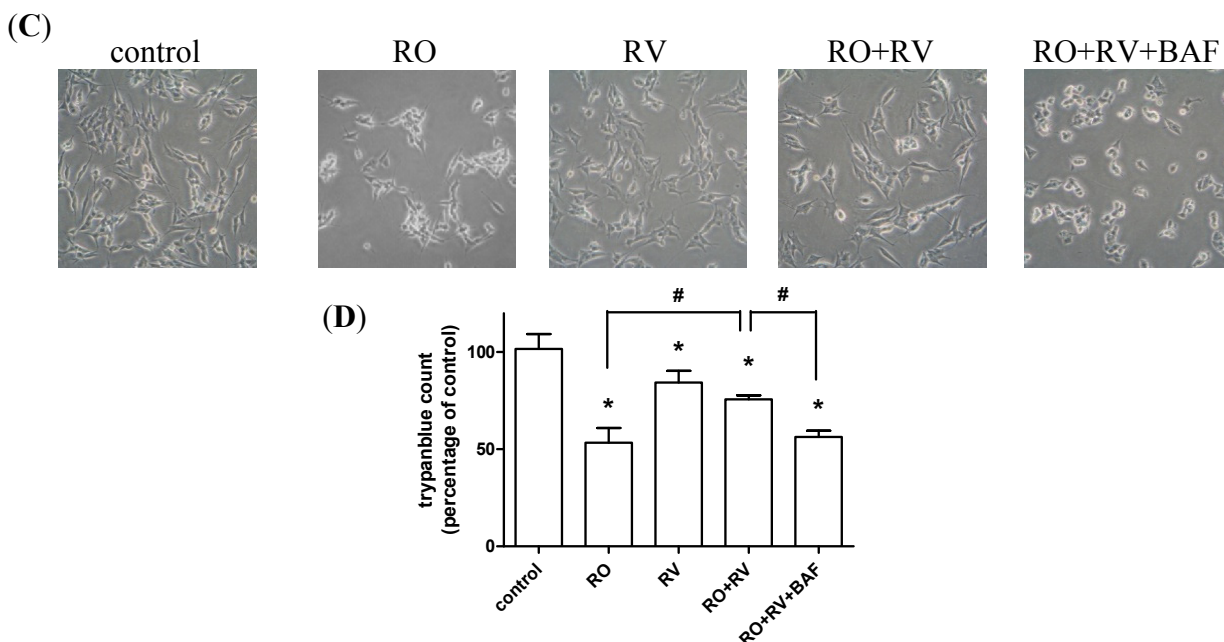 (C)
control RO RV RO+RV RO+RV+BAF
(D)
# #
* * * *
trypanblue count
(percentage of control)
100
50
0
control RO RV RO+RV RO+RV+BAF